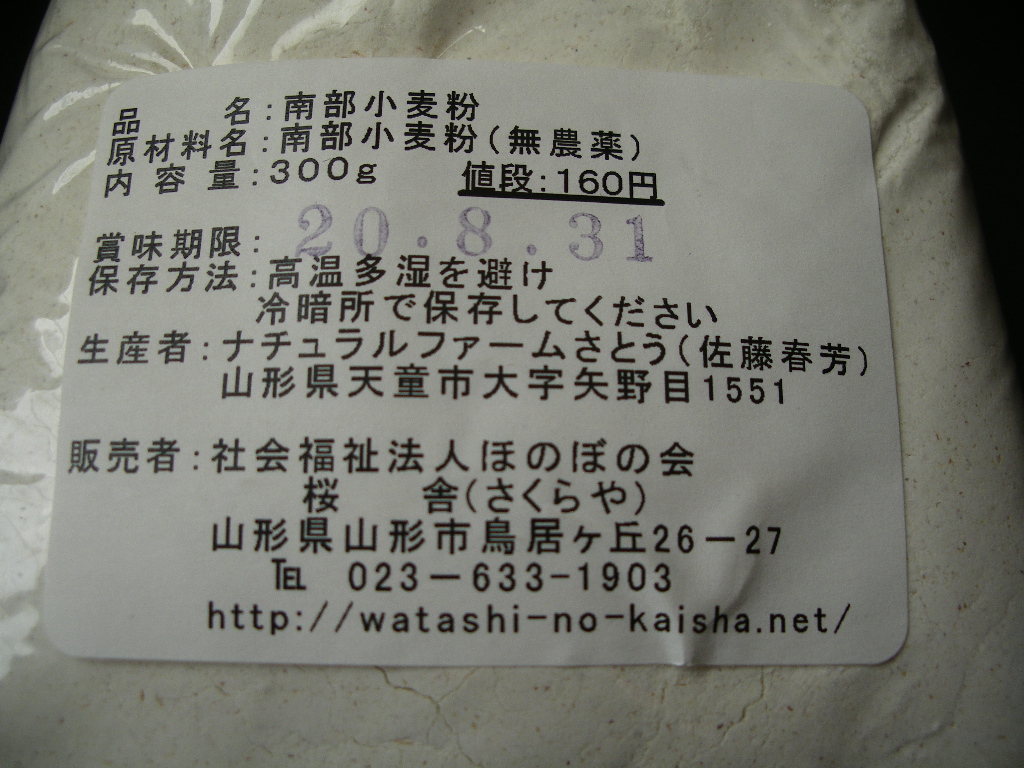 品　　名：南部小麦粉
原材料名：南部小麦粉（無農薬）
内容量：300g　値段：160円
賞味期限：20.8.31
保存方法：高温多湿を避け
冷暗所で保存してください
生産者：ナチュラルファームさとう（佐藤春芳）
山形県天童市大字矢野目1551
販売者：社会福祉法人ほのぼの会
桜　　舎（さくらや）
山形県山形市鳥居ヶ丘26－27
℡　023－633－1903
http://watashi-no-kaisha.net/